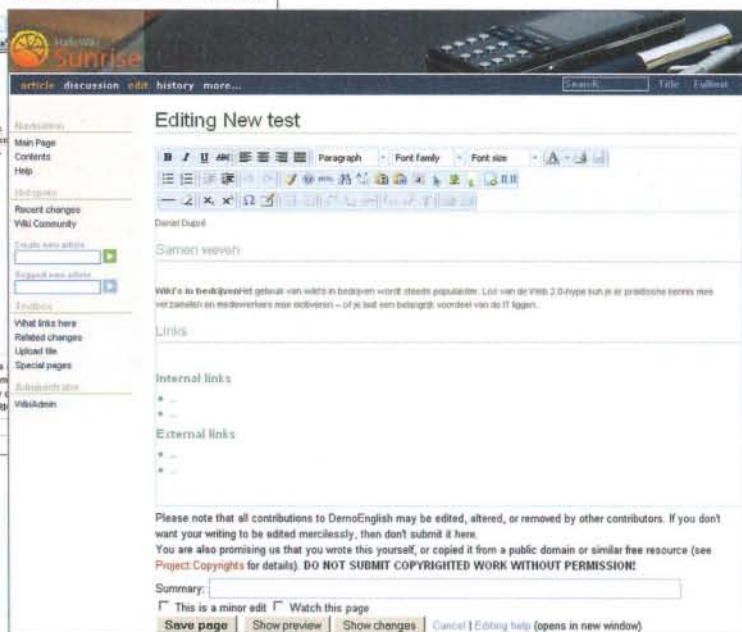 HalloWiki
Sunrise
article discussion edit history more...
Search Title Fulltext
Navigation
Main Page
Contents
Help
Hotspots
Recent changes
Wiki Community
Create new article
Suggest new article
Toolbox
What links here
Related changes
Upload file
Special pages
Administrator
WikiAdmin
Editing New test
B I U ABC Paragraph Font family Font size
Daniel Dupré
Samen weven
Wiki's in bedrijvenHet gebruik van wiki's in bedrijven wordt steeds populairder. Los van de Web 2.0-hype kun je er praktische kennis mee
verzamelen en medewerkers mee motiveren – of je laat een belangrijk voordeel van de IT liggen.
Links
Internal links
...
...
External links
...
...
Please note that all contributions to DemoEnglish may be edited, altered, or removed by other contributors. If you don't
want your writing to be edited mercilessly, then don't submit it here.
You are also promising us that you wrote this yourself, or copied it from a public domain or similar free resource (see
Project:Copyrights for details). DO NOT SUBMIT COPYRIGHTED WORK WITHOUT PERMISSION!
Summary:
This is a minor edit Watch this page
Save page Show preview Show changes Cancel | Editing help (opens in new window)